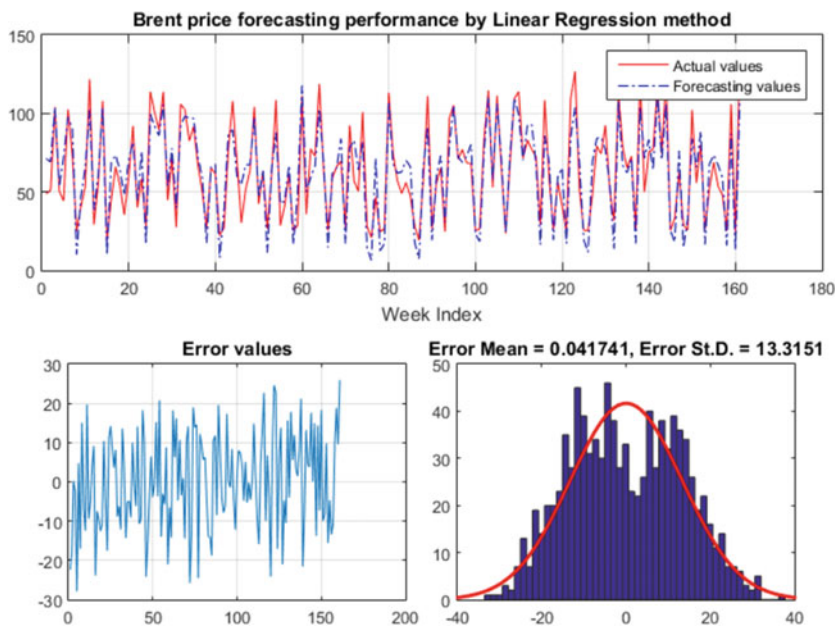 Brent price forecasting performance by Linear Regression method
150
100
50
0
Actual values
Forecasting values
0 20 40 60 80 100 120 140 160 180
Week Index
Error values
30
20
10
0
-10
-20
-30
0 50 100 150 200
Error Mean = 0.041741, Error St.D. = 13.3151
50
40
30
20
10
0
-40 -20 0 20 40